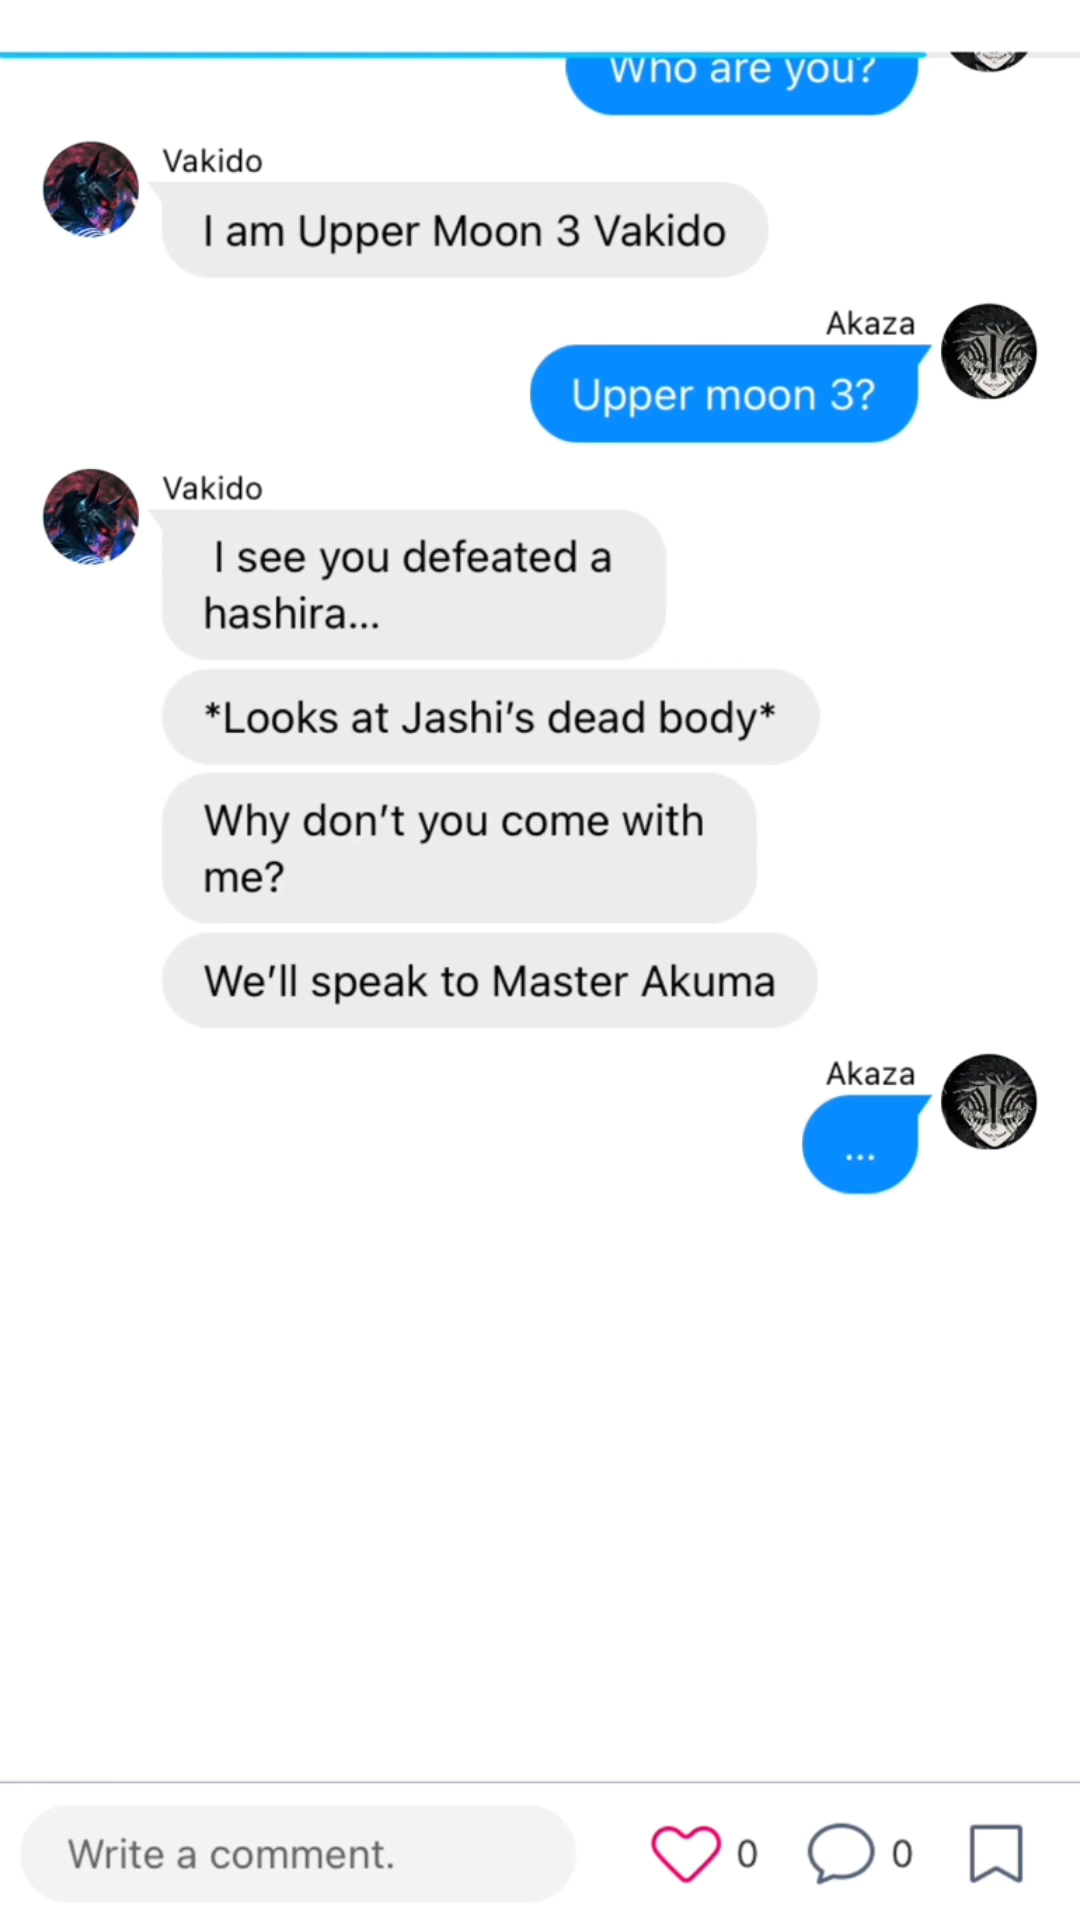 Who are you?
Vakido
I am Upper Moon 3 Vakido
Akaza
Upper moon 3?
Vakido
I see you defeated a
hashira...
*Looks at Jashi's dead body*
Why don't you come with
me?
We'll speak to Master Akuma
Akaza
...
Write a comment.
0
0